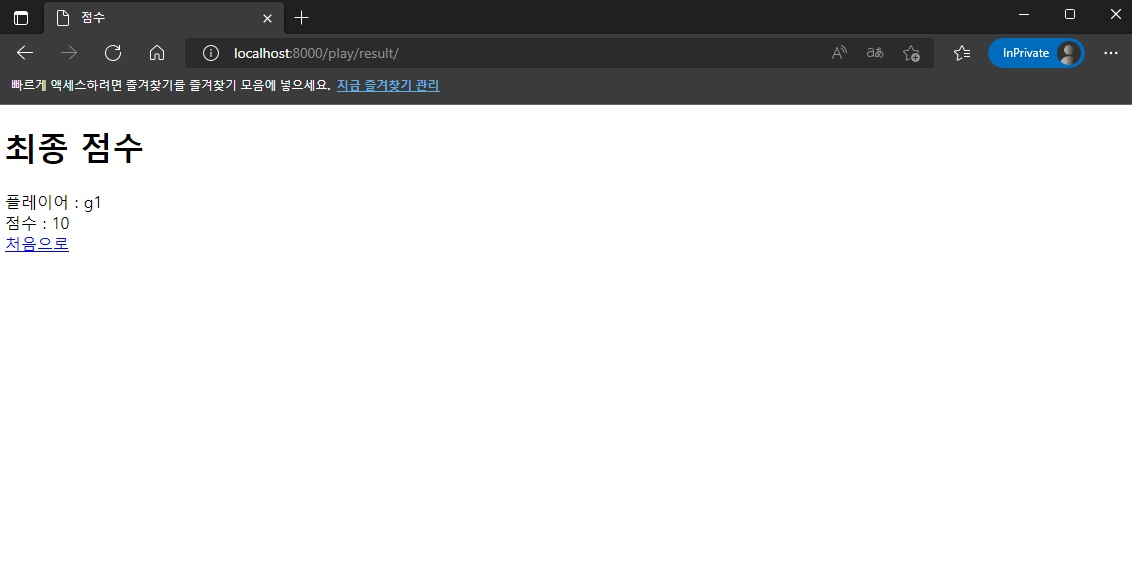 점수
localhost:8000/play/result/
InPrivate
빠르게 액세스하려면 즐겨찾기를 즐겨찾기 모음에 넣으세요. 지금 즐겨찾기 관리
최종 점수
플레이어 : g1
점수 : 10
처음으로